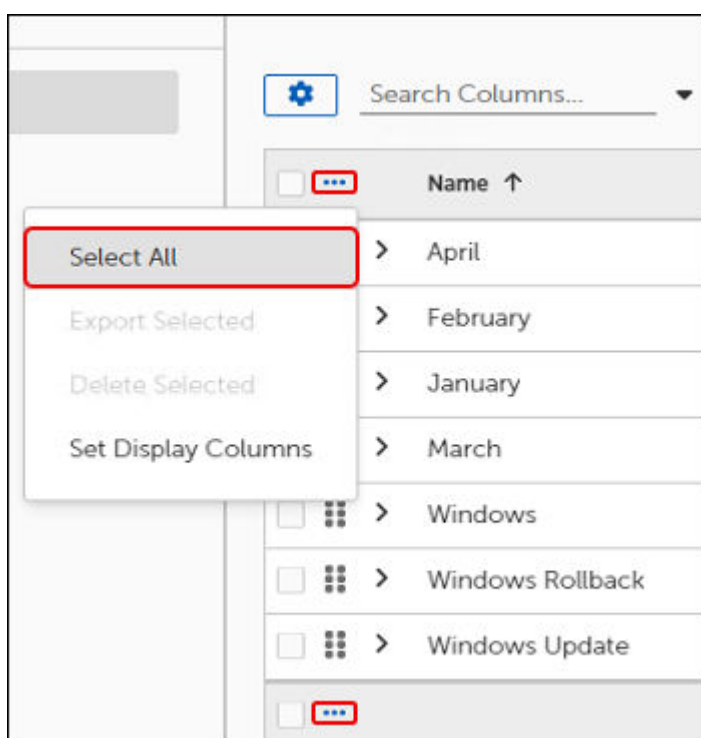 Search Columns...
Name ↑
Select All
April
Export Selected
February
Delete Selected
January
Set Display Columns
March
Windows
Windows Rollback
Windows Update